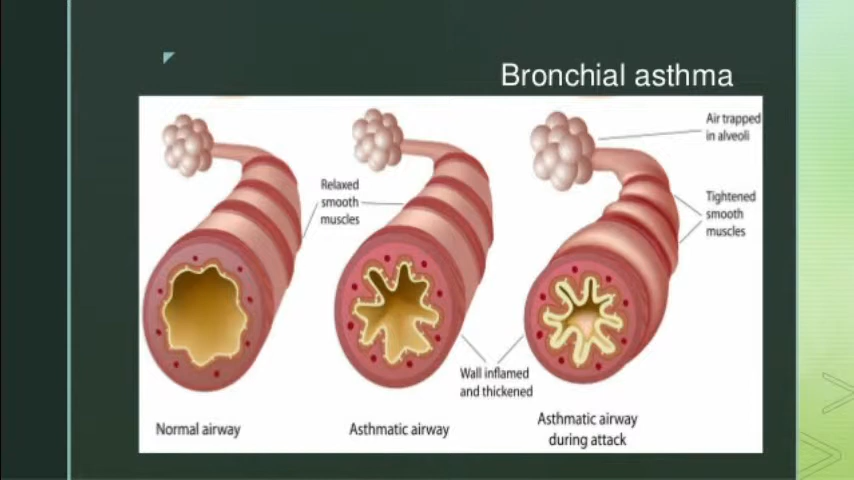 Bronchial asthma
Air trapped
in alveoli
Relaxed
smooth
muscles
Tightened
smooth
muscles
Wall inflamed
and thickened
Normal airway
Asthmatic airway
Asthmatic airway
during attack